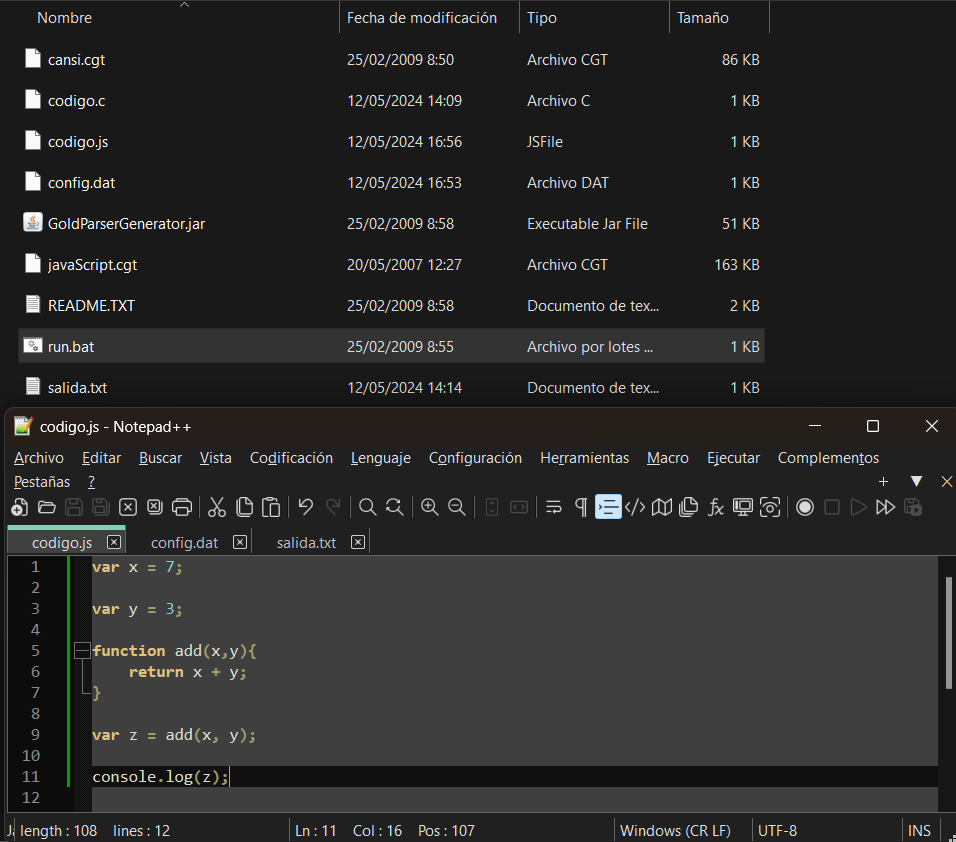 Nombre Fecha de modificación Tipo Tamaño
cansi.cgt 25/02/2009 8:50 Archivo CGT 86 KB
codigo.c 12/05/2024 14:09 Archivo C 1 KB
codigo.js 12/05/2024 16:56 JSFile 1 KB
config.dat 12/05/2024 16:53 Archivo DAT 1 KB
GoldParserGenerator.jar 25/02/2009 8:58 Executable Jar File 51 KB
javaScript.cgt 20/05/2007 12:27 Archivo CGT 163 KB
README.TXT 25/02/2009 8:58 Documento de tex... 2 KB
run.bat 25/02/2009 8:55 Archivo por lotes ... 1 KB
salida.txt 12/05/2024 14:14 Documento de tex... 1 KB
codigo.js - Notepad++
Archivo Editar Buscar Vista Codificación Lenguaje Configuración Herramientas Macro Ejecutar Complementos
Pestañas ?
codigo.js config.dat salida.txt
1 var x = 7;
2
3 var y = 3;
4
5 function add(x,y){
6 return x + y;
7 }
8
9 var z = add(x, y);
10
11 console.log(z);
12
length : 108 lines : 12 Ln : 11 Col : 16 Pos : 107 Windows (CR LF) UTF-8 INS